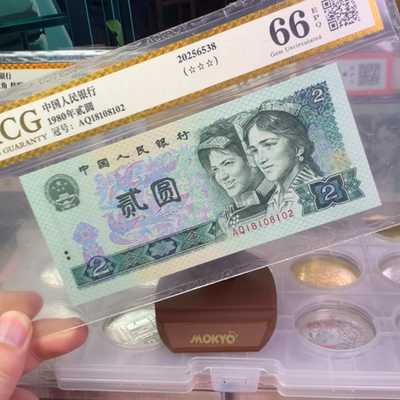 66 EPQ
Gem Uncirculated
20256538
(☆☆☆)
CG
GUARANTY
中国人民银行
1980年贰圆
冠号: AQ18108102
中国人民银行
贰圆
2
2
2
AQ18108102
MOKYO